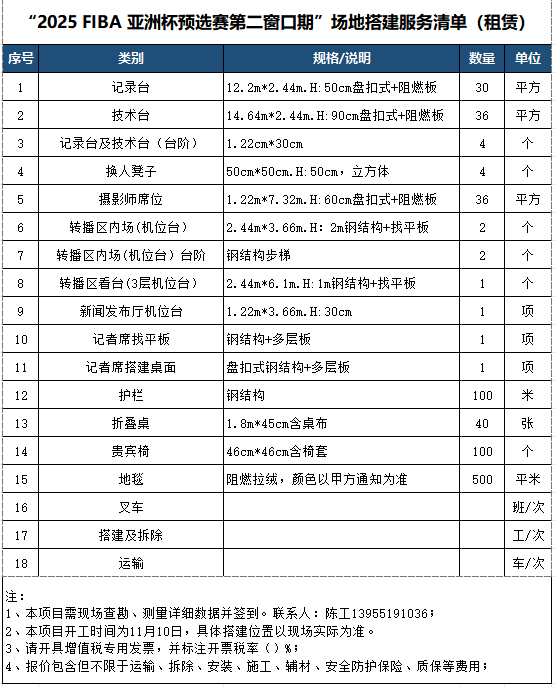 “2025 FIBA 亚洲杯预选赛第二窗口期”场地搭建服务清单（租赁）
序号 类别 规格/说明 数量 单位
1 记录台 12.2m*2.44m.H:50cm盘扣式+阻燃板 30 平方
2 技术台 14.64m*2.44m.H:90cm盘扣式+阻燃板 36 平方
3 记录台及技术台（台阶） 1.22cm*30cm 4 个
4 换人凳子 50cm*50cm.H:50cm，立方体 4 个
5 摄影师席位 1.22m*7.32m.H:60cm盘扣式+阻燃板 36 平方
6 转播区内场(机位台) 2.44m*3.66m.H：2m钢结构+找平板 2 个
7 转播区内场(机位台）台阶 钢结构步梯 2 个
8 转播区看台(3层机位台) 2.44m*6.1m.H:1m钢结构+找平板 1 个
9 新闻发布厅机位台 1.22m*3.66m.H:30cm 1 项
10 记者席找平板 钢结构+多层板 1 项
11 记者席搭建桌面 盘扣式钢结构+多层板 1 项
12 护栏 钢结构 100 米
13 折叠桌 1.8m*45cm含桌布 40 张
14 贵宾椅 46cm*46cm含椅套 100 个
15 地毯 阻燃拉绒，颜色以甲方通知为准 500 平米
16 叉车 班/次
17 搭建及拆除 工/次
18 运输 车/次
注：
1、本项目需现场查勘、测量详细数据并签到。联系人：陈工13955191036；
2、本项目开工时间为11月10日，具体搭建位置以现场实际为准。
3、请开具增值税专用发票，并标注开票税率（ ）%；
4、报价包含但不限于运输、拆除、安装、施工、辅材、安全防护保险、质保等费用；